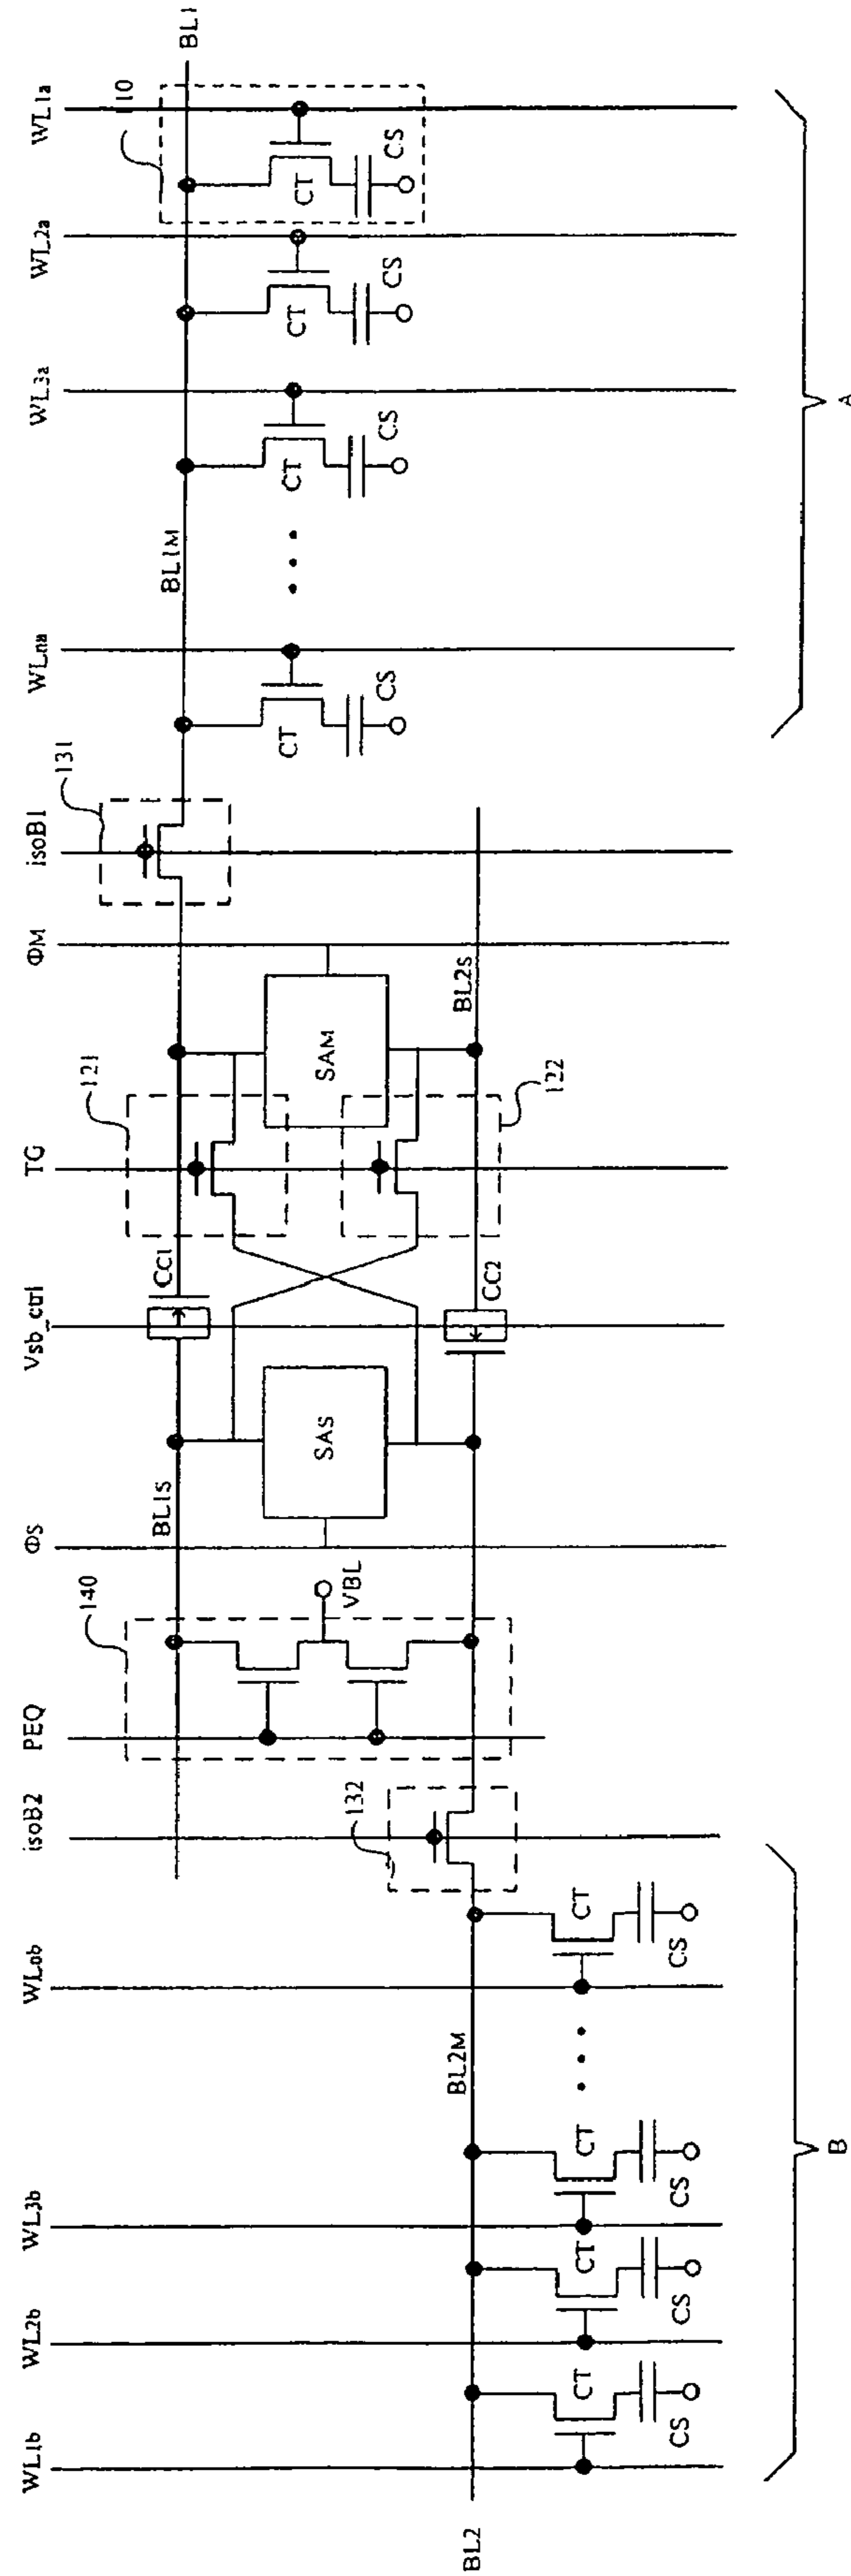 WL1b
WL2b
WL3b
WLnb
isoB2
PEQ
ΦS
Vsb_ctrl
TG
ΦM
isoB1
WLna
WL3a
WL2a
WL1a
140
121
131
110
BL1
BL1S
CC1
BL1M
VBL
SAS
SAM
CT
CS
CT
CS
CT
CS
CT
CS
132
BL2S
122
CC2
BL2
BL2M
CT
CS
CT
CS
CT
CS
CT
CS
B
A